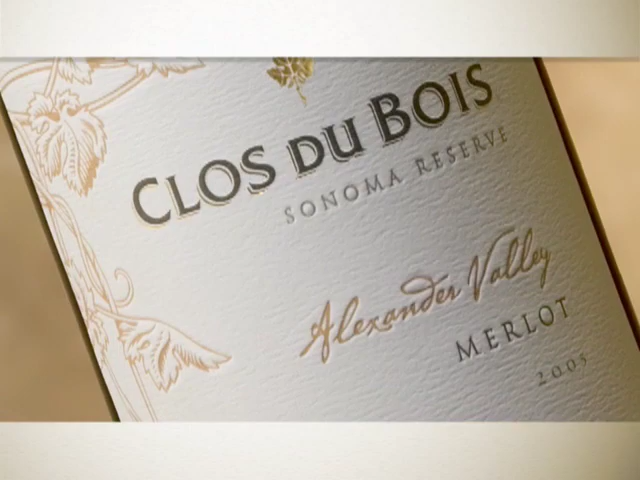 CLOS DU BOIS
SONOMA RESERVE
Alexander Valley
MERLOT
2005